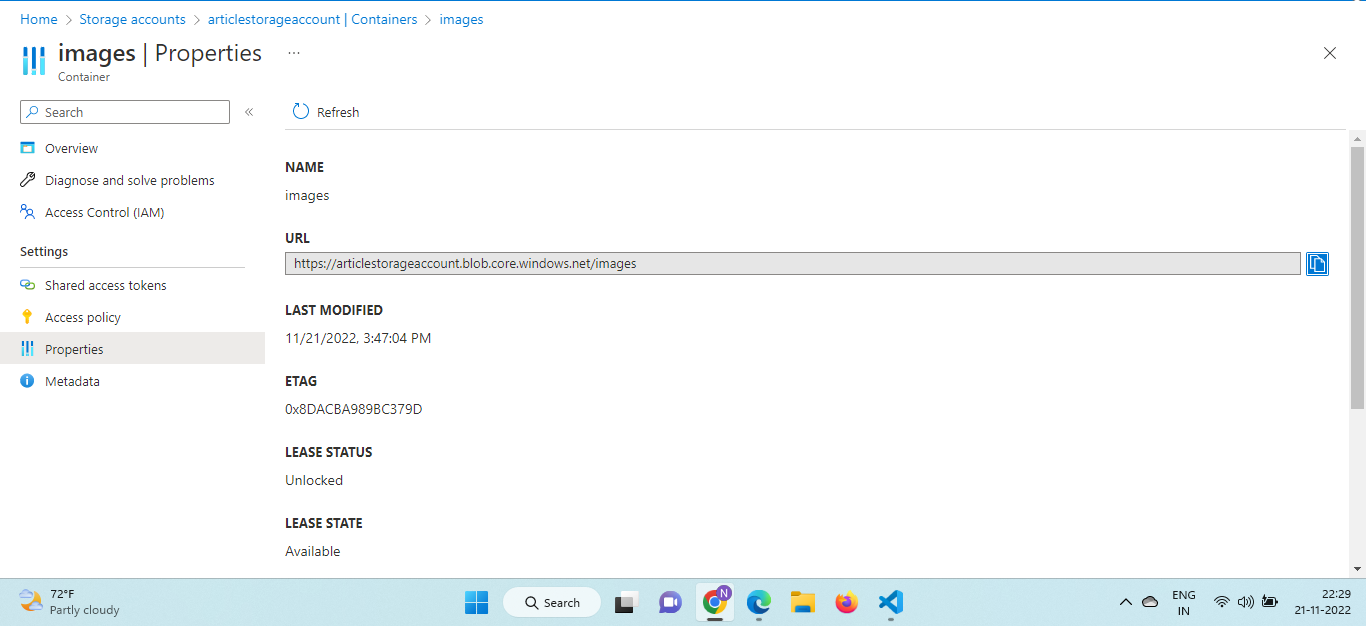 Home > Storage accounts > articlestorageaccount | Containers > images
images | Properties ...
Container
Search
«
Refresh
Overview
Diagnose and solve problems
Access Control (IAM)
Settings
Shared access tokens
Access policy
Properties
Metadata
NAME
images
URL
https://articlestorageaccount.blob.core.windows.net/images
LAST MODIFIED
11/21/2022, 3:47:04 PM
ETAG
0x8DACBA989BC379D
LEASE STATUS
Unlocked
LEASE STATE
Available
72°F
Partly cloudy
Search
N
ENG
IN
22:29
21-11-2022